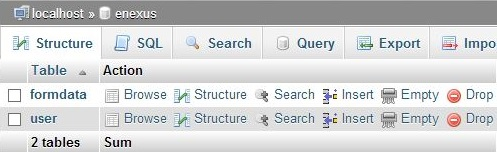 localhost » enexus
Structure SQL Search Query Export Impo
Table Action
formdata Browse Structure Search Insert Empty Drop
user Browse Structure Search Insert Empty Drop
2 tables Sum